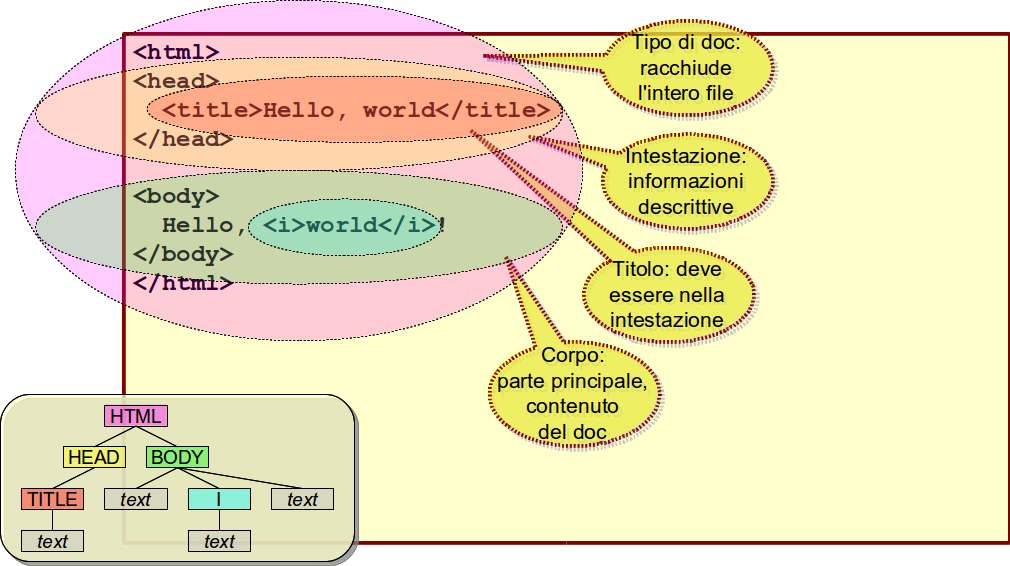 <html>
<head>
<title>Hello, world</title>
</head>
<body>
Hello, <i>world</i>!
</body>
</html>
Tipo di doc:
racchiude
l'intero file
Intestazione:
informazioni
descrittive
Titolo: deve
essere nella
intestazione
Corpo:
parte principale,
contenuto
del doc
HTML
HEAD BODY
TITLE text I text
text text